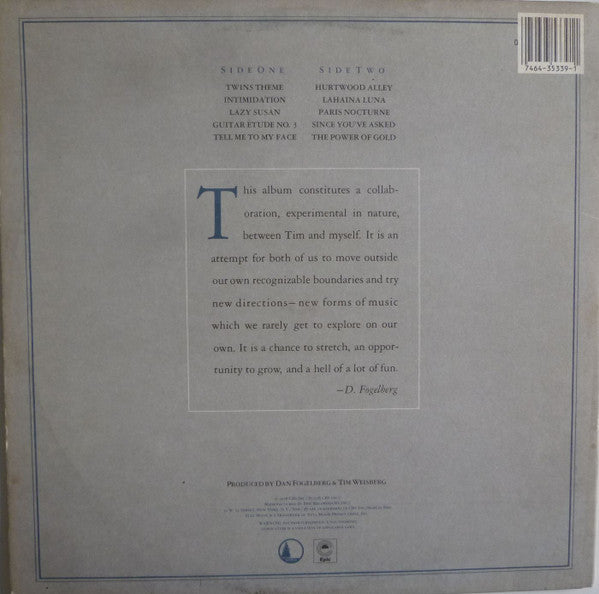 7464-35339-1
SIDE ONE
TWINS THEME
INTIMIDATION
LAZY SUSAN
GUITAR ETUDE NO. 3
TELL ME TO MY FACE
SIDE TWO
HURTWOOD ALLEY
LAHAINA LUNA
PARIS NOCTURNE
SINCE YOU'VE ASKED
THE POWER OF GOLD
This album constitutes a collab-
oration, experimental in nature,
between Tim and myself. It is an
attempt for both of us to move outside
our own recognizable boundaries and try
new directions—new forms of music
which we rarely get to explore on our
own. It is a chance to stretch, an oppor-
tunity to grow, and a hell of a lot of fun.
—D. Fogelberg
PRODUCED BY DAN FOGELBERG & TIM WEISBERG
Epic